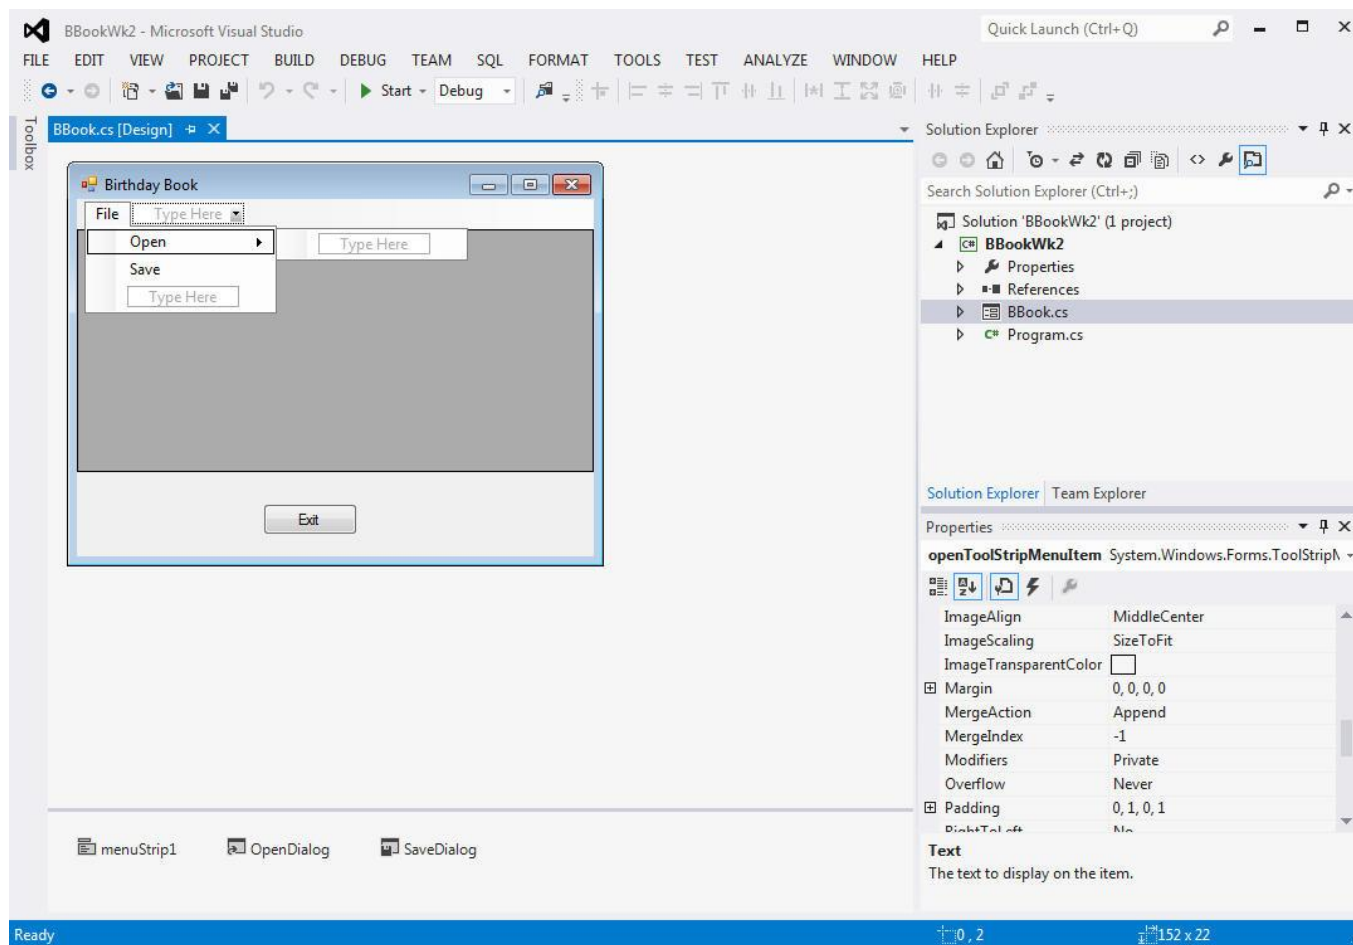 BBookWk2 - Microsoft Visual Studio
Quick Launch (Ctrl+Q)
FILE EDIT VIEW PROJECT BUILD DEBUG TEAM SQL FORMAT TOOLS TEST ANALYZE WINDOW HELP
Start Debug
Toolbox
BBook.cs [Design]
Birthday Book
File Type Here
Open Type Here
Save
Type Here
Exit
menuStrip1 OpenDialog SaveDialog
Solution Explorer
Search Solution Explorer (Ctrl+;)
Solution 'BBookWk2' (1 project)
C# BBookWk2
Properties
References
BBook.cs
C# Program.cs
Solution Explorer Team Explorer
Properties
openToolStripMenuItem System.Windows.Forms.ToolStripM
ImageAlign MiddleCenter
ImageScaling SizeToFit
ImageTransparentColor
Margin 0, 0, 0, 0
MergeAction Append
MergeIndex -1
Modifiers Private
Overflow Never
Padding 0, 1, 0, 1
RightToLeft No
Text
The text to display on the item.
Ready 0 , 2 152 x 22